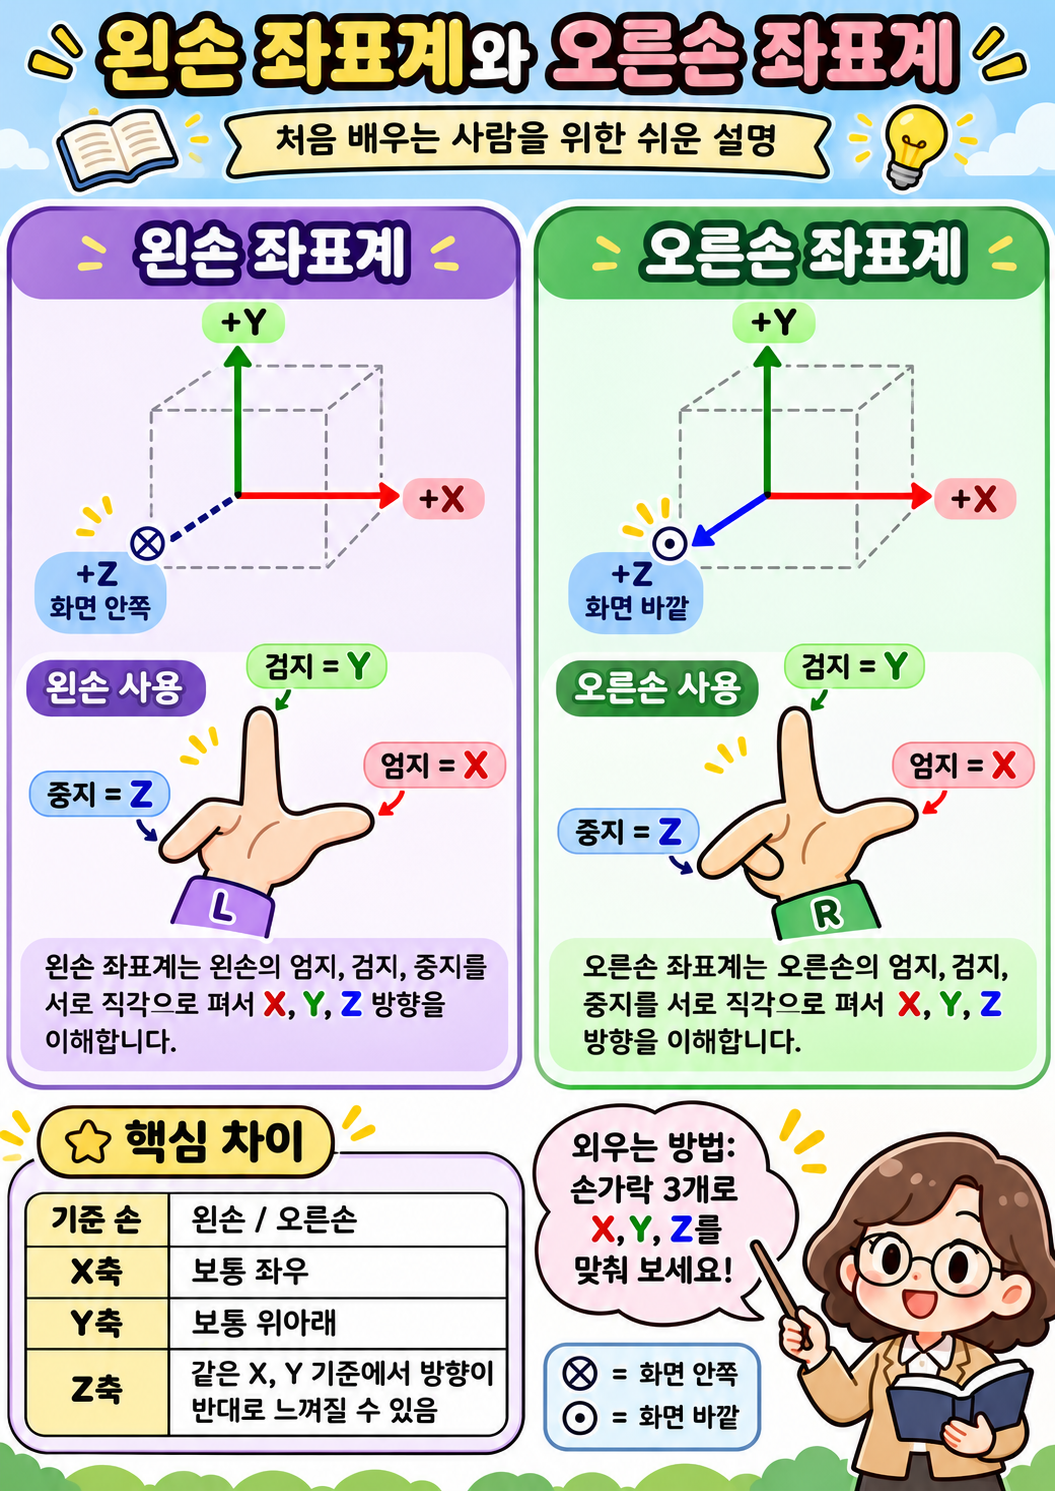 왼손 좌표계와 오른손 좌표계
처음 배우는 사람을 위한 쉬운 설명
왼손 좌표계
+Y
+X
+Z
화면 안쪽
왼손 사용
검지 = Y
엄지 = X
중지 = Z
L
왼손 좌표계는 왼손의 엄지, 검지, 중지를
서로 직각으로 펴서 X, Y, Z 방향을
이해합니다.
오른손 좌표계
+Y
+X
+Z
화면 바깥
오른손 사용
검지 = Y
엄지 = X
중지 = Z
R
오른손 좌표계는 오른손의 엄지, 검지,
중지를 서로 직각으로 펴서 X, Y, Z
방향을 이해합니다.
핵심 차이
기준 손 왼손 / 오른손
X축 보통 좌우
Y축 보통 위아래
Z축 같은 X, Y 기준에서 방향이
반대로 느껴질 수 있음
외우는 방법:
손가락 3개로
X, Y, Z를
맞춰 보세요!
⊗ = 화면 안쪽
⊙ = 화면 바깥